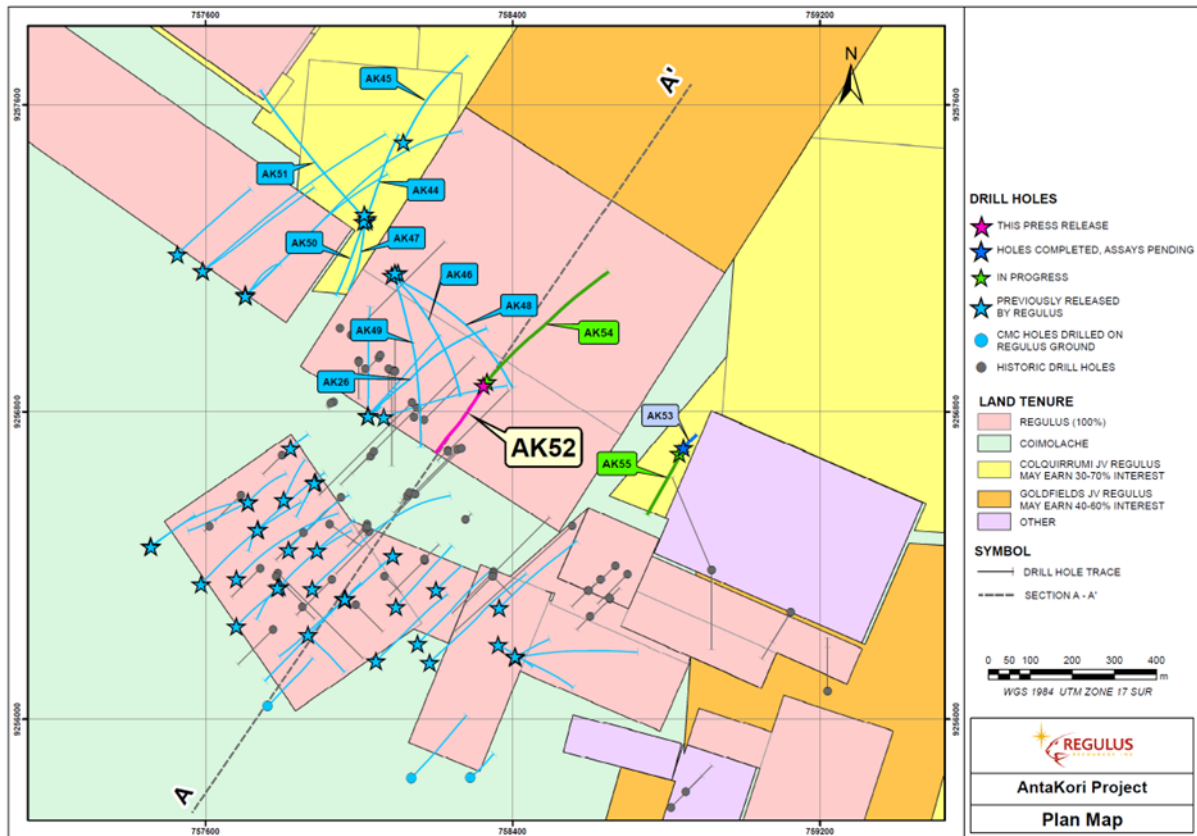 757600
758400
759200
9257600
9257600
A'
N
AK45
AK51
AK44
AK50
AK47
AK46
AK48
AK49
AK54
AK26
9256800
9256800
AK53
AK52
AK55
9256000
9256000
A
757600
758400
759200
DRILL HOLES
THIS PRESS RELEASE
HOLES COMPLETED, ASSAYS PENDING
IN PROGRESS
PREVIOUSLY RELEASED
BY REGULUS
CMC HOLES DRILLED ON
REGULUS GROUND
HISTORIC DRILL HOLES
LAND TENURE
REGULUS (100%)
COIMOLACHE
COLQUIRRUMI JV REGULUS
MAY EARN 30-70% INTEREST
GOLDFIELDS JV REGULUS
MAY EARN 40-60% INTEREST
OTHER
SYMBOL
DRILL HOLE TRACE
SECTION A - A'
0 50 100 200 300 400
m
WGS 1984 UTM ZONE 17 SUR
REGULUS
AntaKori Project
Plan Map